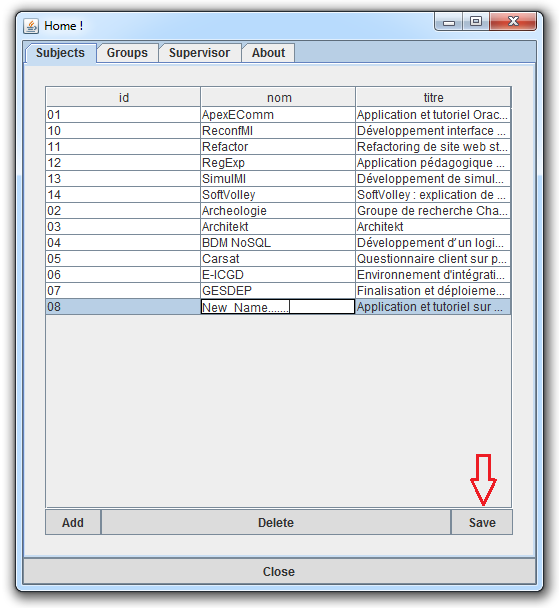 Home !
Subjects Groups Supervisor About
id nom titre
01 ApexEComm Application et tutoriel Orac...
10 ReconfMI Développement interface ...
11 Refactor Refactoring de site web st...
12 RegExp Application pédagogique ...
13 SimulMI Développement de simul...
14 SoftVolley SoftVolley : explication de ...
02 Archeologie Groupe de recherche Cha...
03 Architekt Architekt
04 BDM NoSQL Développement d'un logi...
05 Carsat Questionnaire client sur p...
06 E-ICGD Environnement d'intégrati...
07 GESDEP Finalisation et déploieme...
08 New_Name....... Application et tutoriel sur ...
Add Delete Save
Close